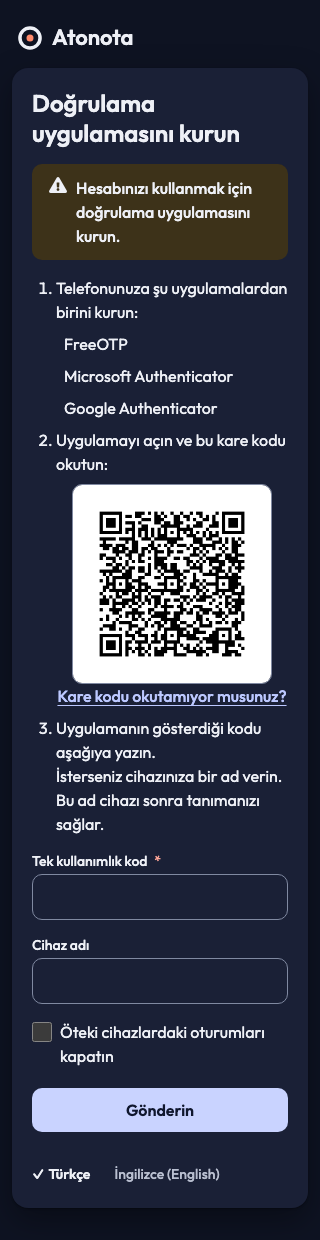 Atonota
Doğrulama
uygulamasını kurun
Hesabınızı kullanmak için
doğrulama uygulamasını
kurun.
1. Telefonunuza şu uygulamalardan
birini kurun:
FreeOTP
Microsoft Authenticator
Google Authenticator
2. Uygulamayı açın ve bu kare kodu
okutun:
Kare kodu okutamıyor musunuz?
3. Uygulamanın gösterdiği kodu
aşağıya yazın.
İsterseniz cihazınıza bir ad verin.
Bu ad cihazı sonra tanımanızı
sağlar.
Tek kullanımlık kod *
Cihaz adı
Öteki cihazlardaki oturumları
kapatın
Gönderin
✓ Türkçe İngilizce (English)